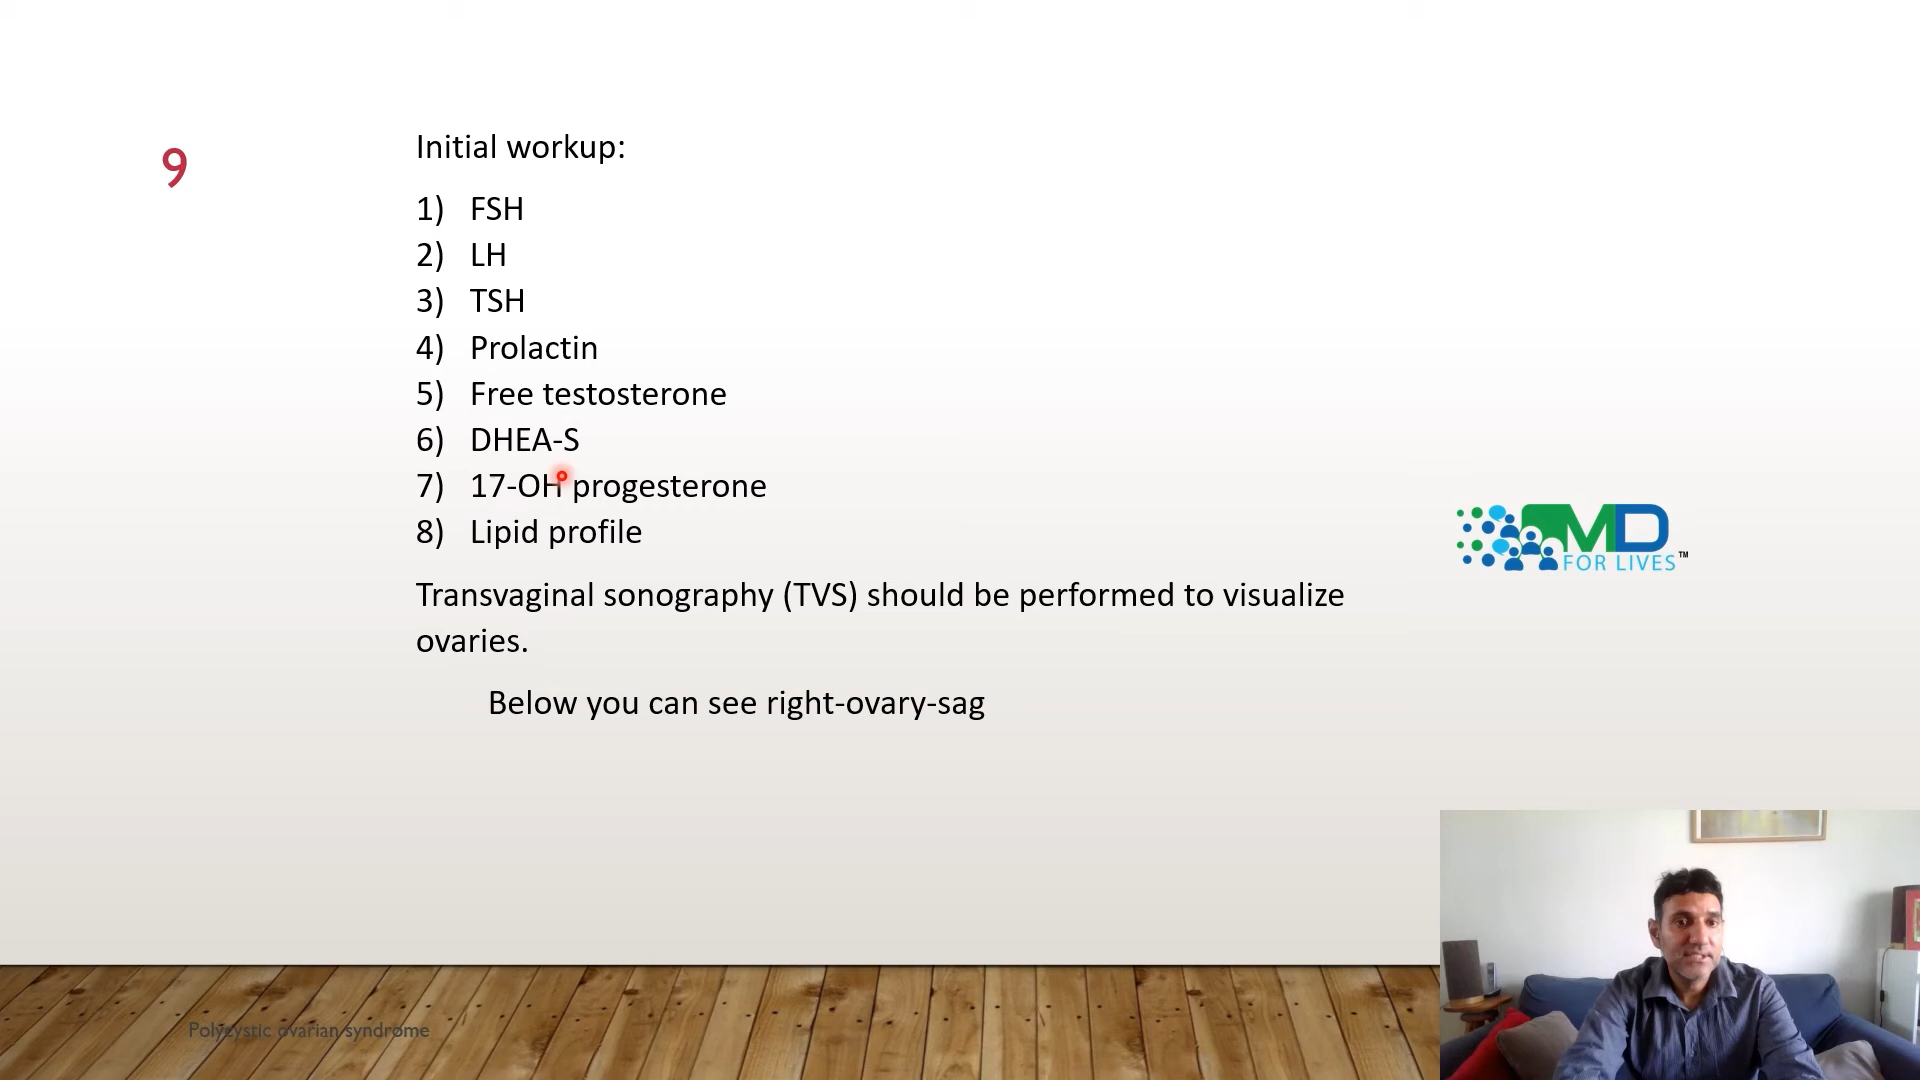 9
Initial workup:
1) FSH
2) LH
3) TSH
4) Prolactin
5) Free testosterone
6) DHEA-S
7) 17-OH progesterone
8) Lipid profile
Transvaginal sonography (TVS) should be performed to visualize
ovaries.
Below you can see right-ovary-sag
MD
FOR LIVES™
Polycystic ovarian syndrome